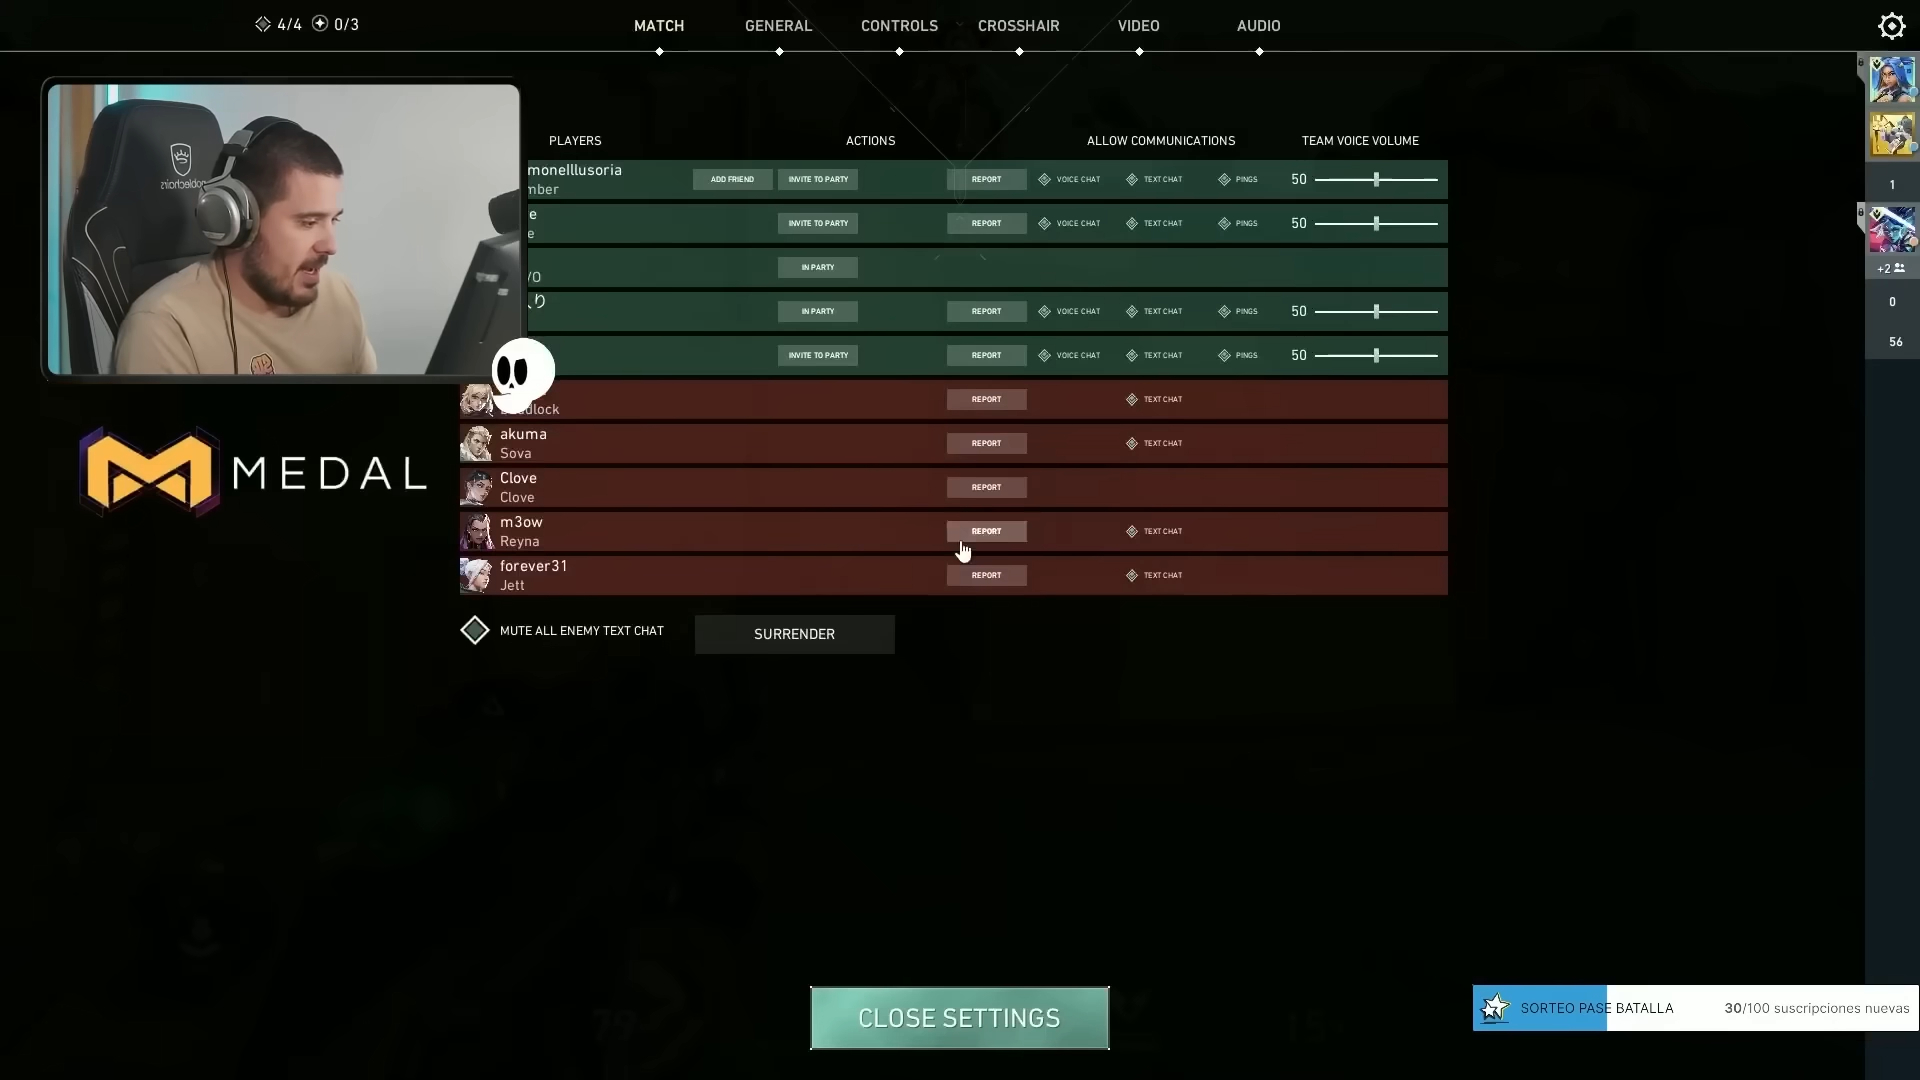 4/4 0/3
MATCH GENERAL CONTROLS CROSSHAIR VIDEO AUDIO
PLAYERS ACTIONS ALLOW COMMUNICATIONS TEAM VOICE VOLUME
monelllusoria ADD FRIEND INVITE TO PARTY REPORT VOICE CHAT TEXT CHAT PINGS 50
mber
e INVITE TO PARTY REPORT VOICE CHAT TEXT CHAT PINGS 50
e
IN PARTY
り IN PARTY REPORT VOICE CHAT TEXT CHAT PINGS 50
INVITE TO PARTY REPORT VOICE CHAT TEXT CHAT PINGS 50
REPORT TEXT CHAT
dlock
akuma REPORT TEXT CHAT
Sova
Clove REPORT
Clove
m3ow REPORT TEXT CHAT
Reyna
forever31 REPORT TEXT CHAT
Jett
MUTE ALL ENEMY TEXT CHAT SURRENDER
CLOSE SETTINGS
noblechairs
MEDAL
1
+2
0
56
SORTEO PASE BATALLA 30/100 suscripciones nuevas